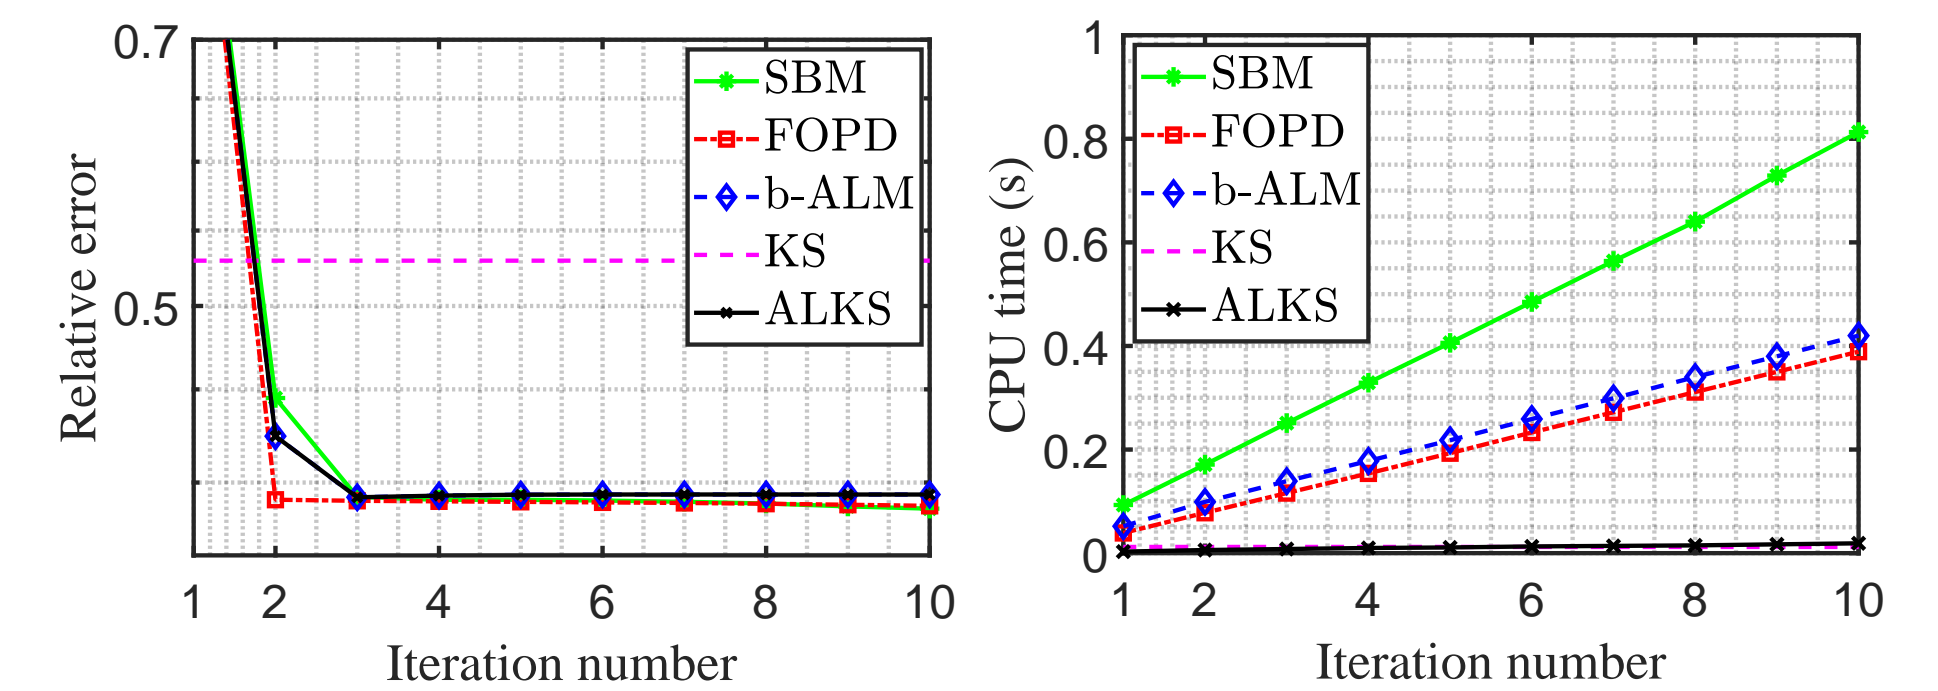 0.7
0.5
Relative error
SBM
FOPD
b-ALM
KS
ALKS
1 2 4 6 8 10
Iteration number
1
0.8
0.6
0.4
0.2
0
CPU time (s)
SBM
FOPD
b-ALM
KS
ALKS
1 2 4 6 8 10
Iteration number